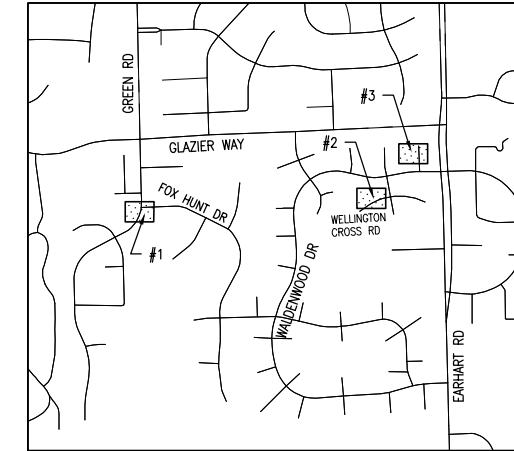 GREEN RD
#3
GLAZIER WAY
#2
FOX HUNT DR
WELLINGTON
CROSS RD
#1
WALDENWOOD DR
EARHART RD